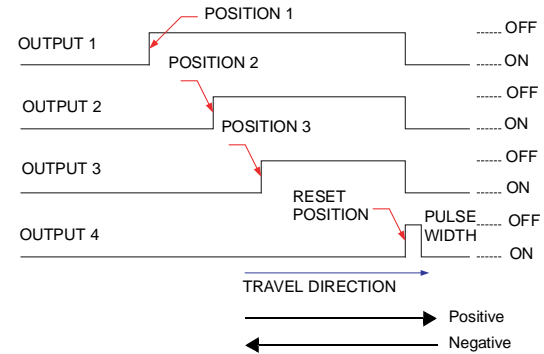 POSITION 1
OUTPUT 1
OFF
ON
POSITION 2
OUTPUT 2
OFF
ON
POSITION 3
OUTPUT 3
OFF
ON
RESET
POSITION
PULSE
WIDTH
OUTPUT 4
OFF
ON
TRAVEL DIRECTION
Positive
Negative